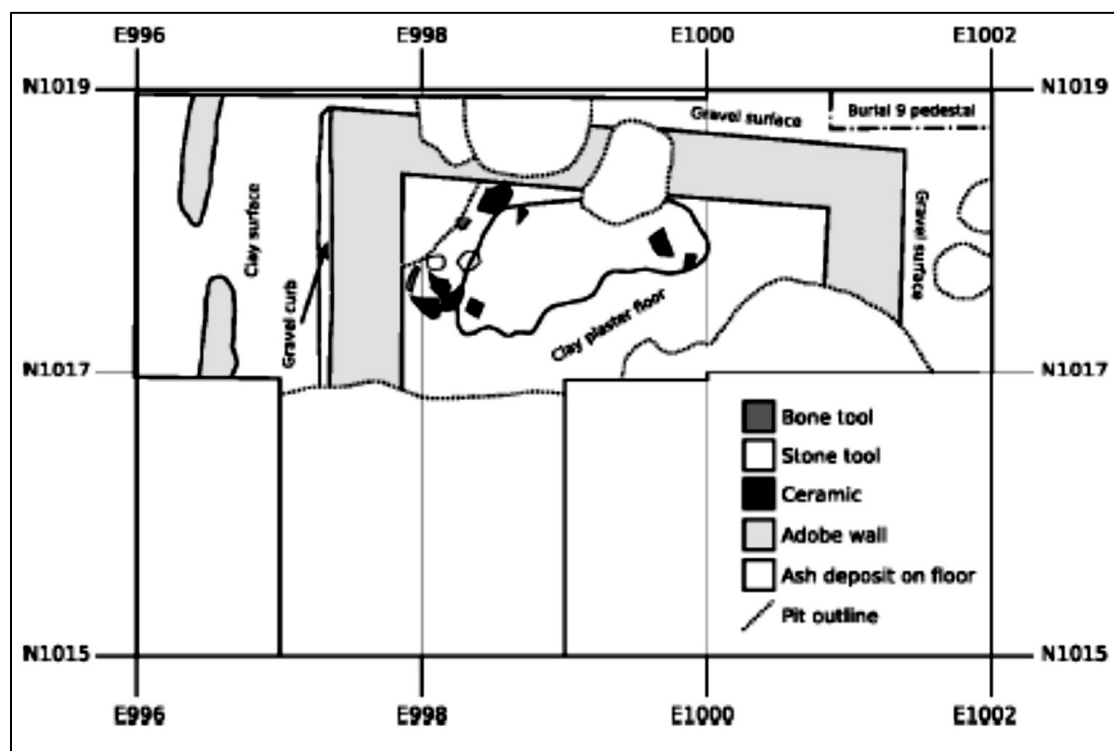 E996 E998 E1000 E1002
N1019 N1019
Gravel surface
Burial 9 pedestal
Clay surface
Gravel curb
Gravel surface
Clay plaster floor
N1017 N1017
Bone tool
Stone tool
Ceramic
Adobe wall
Ash deposit on floor
Pit outline
N1015 N1015
E996 E998 E1000 E1002